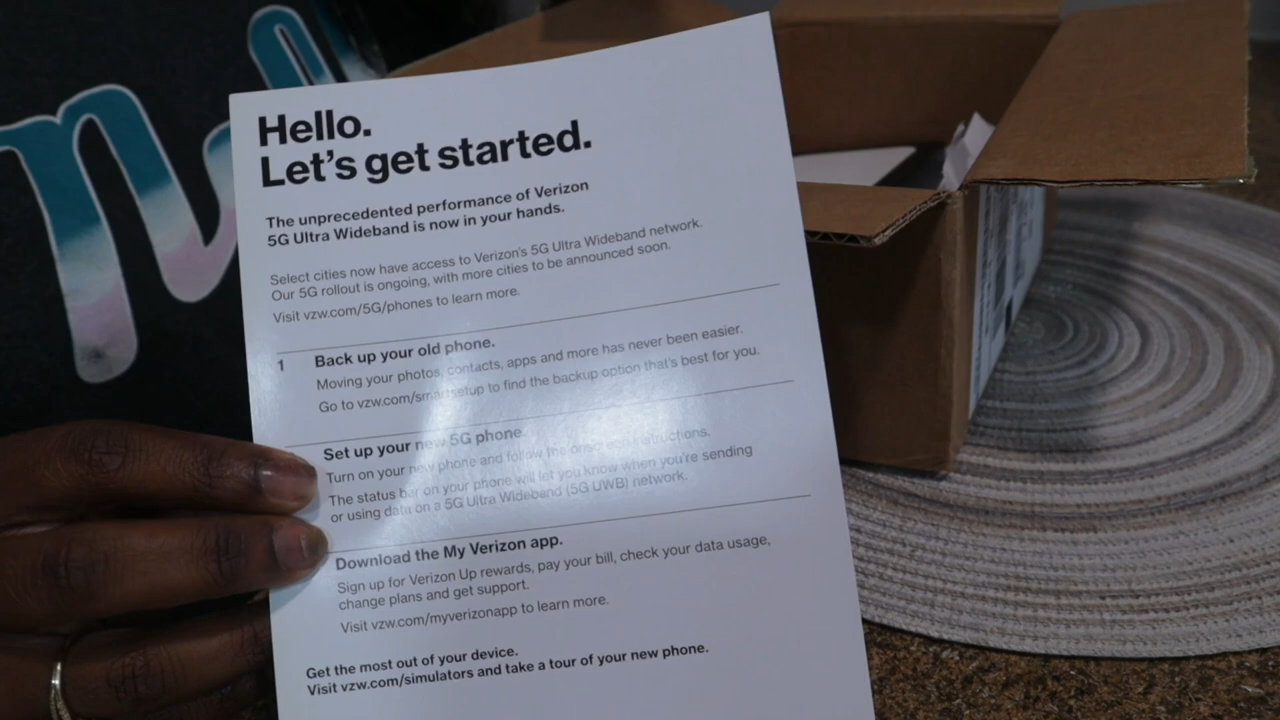 Hello.
Let's get started.
The unprecedented performance of Verizon
5G Ultra Wideband is now in your hands.
Select cities now have access to Verizon's 5G Ultra Wideband network.
Our 5G rollout is ongoing, with more cities to be announced soon.
Visit vzw.com/5G/phones to learn more.
1 Back up your old phone.
Moving your photos, contacts, apps and more has never been easier.
Go to vzw.com/smartsetup to find the backup option that's best for you.
Set up your new 5G phone.
Turn on your new phone and follow the onscreen instructions.
The status bar on your phone will let you know when you're sending
or using data on a 5G Ultra Wideband (5G UWB) network.
Download the My Verizon app.
Sign up for Verizon Up rewards, pay your bill, check your data usage,
change plans and get support.
Visit vzw.com/myverizonapp to learn more.
Get the most out of your device.
Visit vzw.com/simulators and take a tour of your new phone.